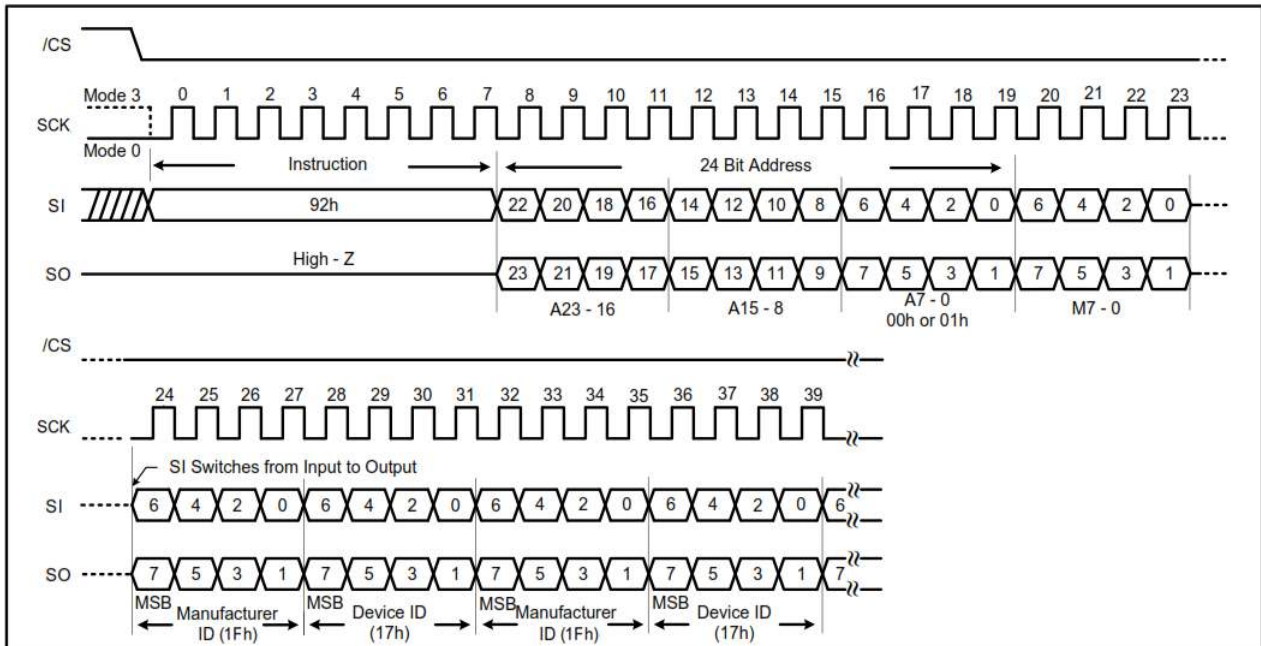 /CS
Mode 3 0 1 2 3 4 5 6 7 8 9 10 11 12 13 14 15 16 17 18 19 20 21 22 23
SCK
Mode 0
Instruction 24 Bit Address
SI 92h 22 20 18 16 14 12 10 8 6 4 2 0 6 4 2 0
High - Z
SO 23 21 19 17 15 13 11 9 7 5 3 1 7 5 3 1
A23 - 16 A15 - 8 A7 - 0 M7 - 0
00h or 01h
/CS
24 25 26 27 28 29 30 31 32 33 34 35 36 37 38 39
SCK
SI Switches from Input to Output
SI 6 4 2 0 6 4 2 0 6 4 2 0 6 4 2 0 6
SO 7 5 3 1 7 5 3 1 7 5 3 1 7 5 3 1 7
MSB MSB MSB MSB
Manufacturer Device ID Manufacturer Device ID
ID (1Fh) (17h) ID (1Fh) (17h)